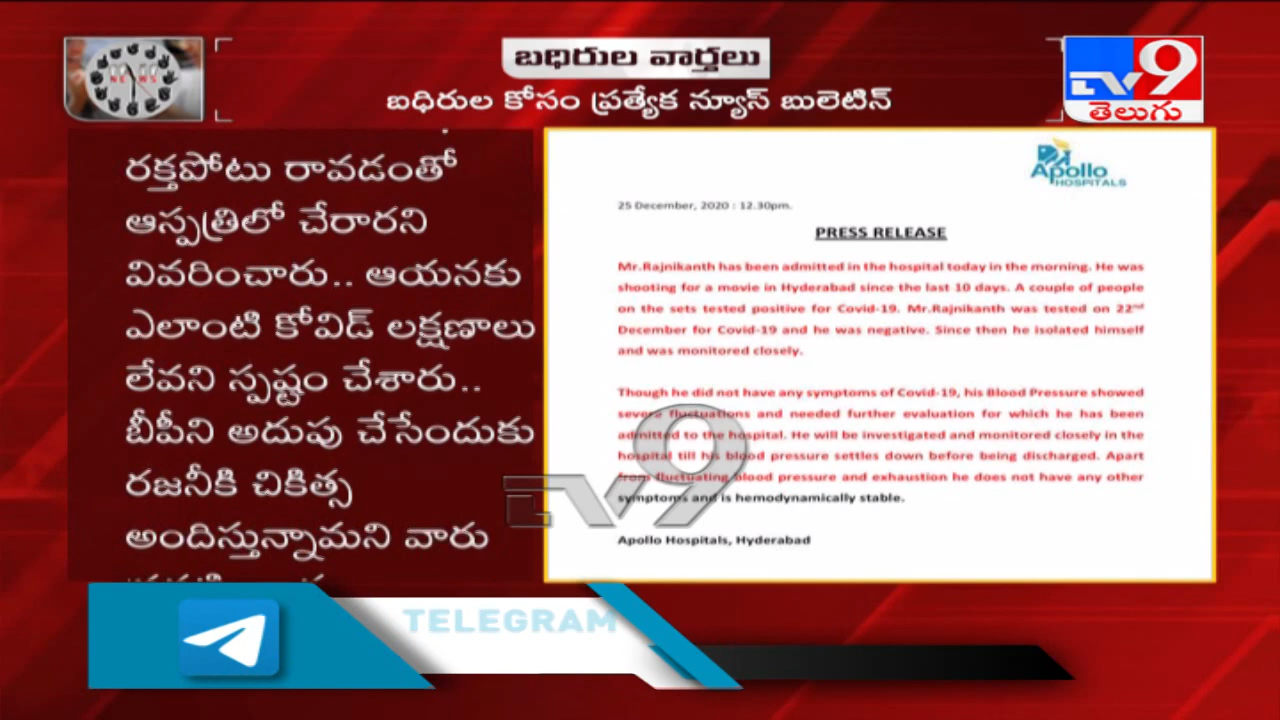 బధిరుల వార్తలు
బధిరుల కోసం ప్రత్యేక న్యూస్ బులెటిన్
NEWS
TV9
తెలుగు
రక్తపోటు రావడంతో
ఆస్పత్రిలో చేరారని
వివరించారు.. ఆయనకు
ఎలాంటి కోవిడ్ లక్షణాలు
లేవని స్పష్టం చేశారు..
బీపీని అదుపు చేసేందుకు
రజనీకి చికిత్స
అందిస్తున్నామని వారు
Apollo
HOSPITALS
25 December, 2020 : 12.30pm.
PRESS RELEASE
Mr.Rajnikanth has been admitted in the hospital today in the morning. He was
shooting for a movie in Hyderabad since the last 10 days. A couple of people
on the sets tested positive for Covid-19. Mr.Rajnikanth was tested on 22nd
December for Covid-19 and he was negative. Since then he isolated himself
and was monitored closely.
Though he did not have any symptoms of Covid-19, his Blood Pressure showed
severe fluctuations and needed further evaluation for which he has been
admitted to the hospital. He will be investigated and monitored closely in the
hospital till his blood pressure settles down before being discharged. Apart
from fluctuating blood pressure and exhaustion he does not have any other
symptoms and is hemodynamically stable.
Apollo Hospitals, Hyderabad
TV9
TELEGRAM